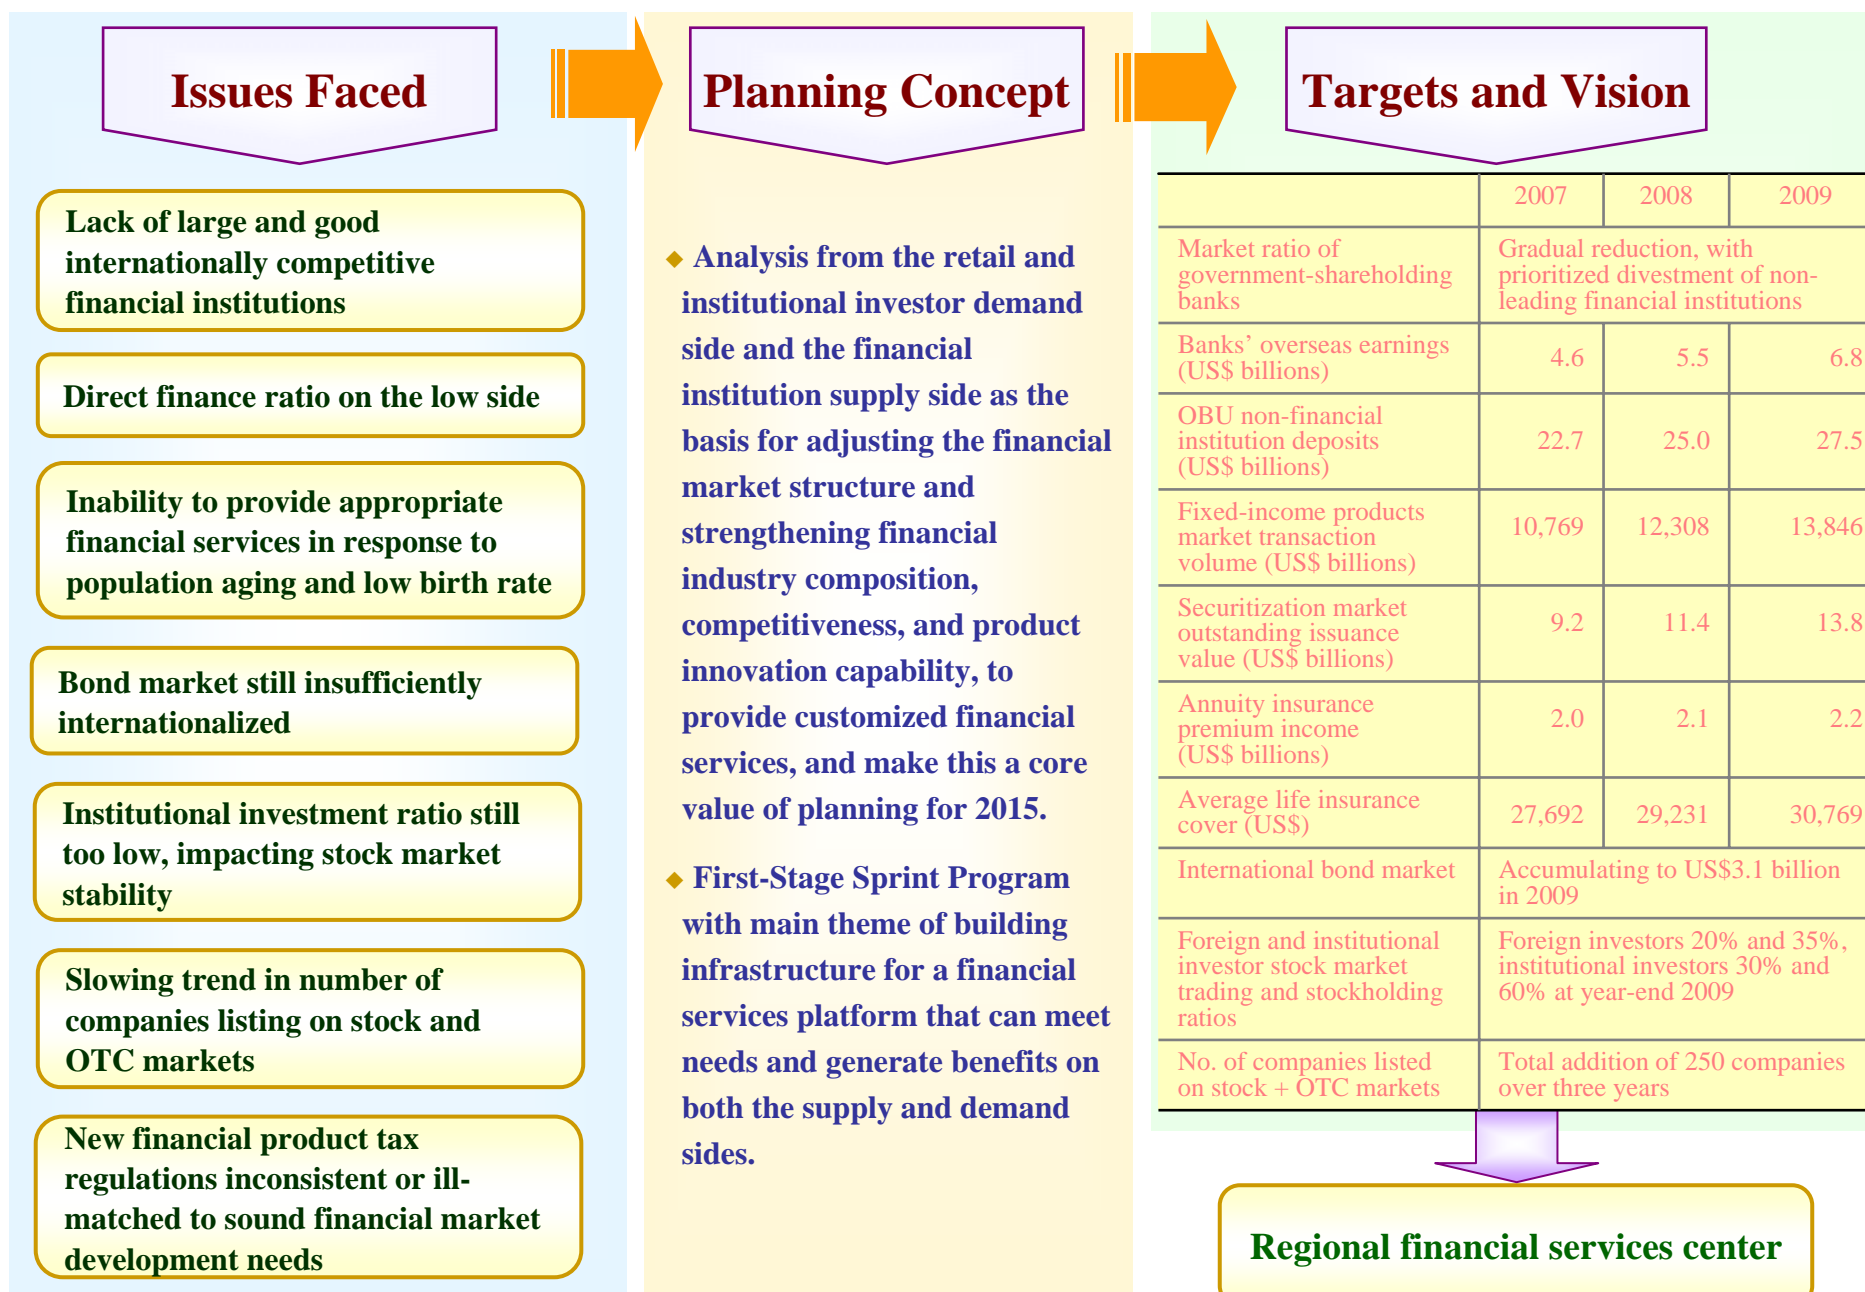 Issues Faced
Lack of large and good
internationally competitive
financial institutions
Direct finance ratio on the low side
Inability to provide appropriate
financial services in response to
population aging and low birth rate
Bond market still insufficiently
internationalized
Institutional investment ratio still
too low, impacting stock market
stability
Slowing trend in number of
companies listing on stock and
OTC markets
New financial product tax
regulations inconsistent or ill-
matched to sound financial market
development needs
Planning Concept
◆ Analysis from the retail and
institutional investor demand
side and the financial
institution supply side as the
basis for adjusting the financial
market structure and
strengthening financial
industry composition,
competitiveness, and product
innovation capability, to
provide customized financial
services, and make this a core
value of planning for 2015.
◆ First-Stage Sprint Program
with main theme of building
infrastructure for a financial
services platform that can meet
needs and generate benefits on
both the supply and demand
sides.
Targets and Vision
2007 2008 2009
Market ratio of
government-shareholding
banks
Gradual reduction, with
prioritized divestment of non-
leading financial institutions
Banks' overseas earnings
(US$ billions)
4.6 5.5 6.8
OBU non-financial
institution deposits
(US$ billions)
22.7 25.0 27.5
Fixed-income products
market transaction
volume (US$ billions)
10,769 12,308 13,846
Securitization market
outstanding issuance
value (US$ billions)
9.2 11.4 13.8
Annuity insurance
premium income
(US$ billions)
2.0 2.1 2.2
Average life insurance
cover (US$)
27,692 29,231 30,769
International bond market
Accumulating to US$3.1 billion
in 2009
Foreign and institutional
investor stock market
trading and stockholding
ratios
Foreign investors 20% and 35%,
institutional investors 30% and
60% at year-end 2009
No. of companies listed
on stock + OTC markets
Total addition of 250 companies
over three years
Regional financial services center